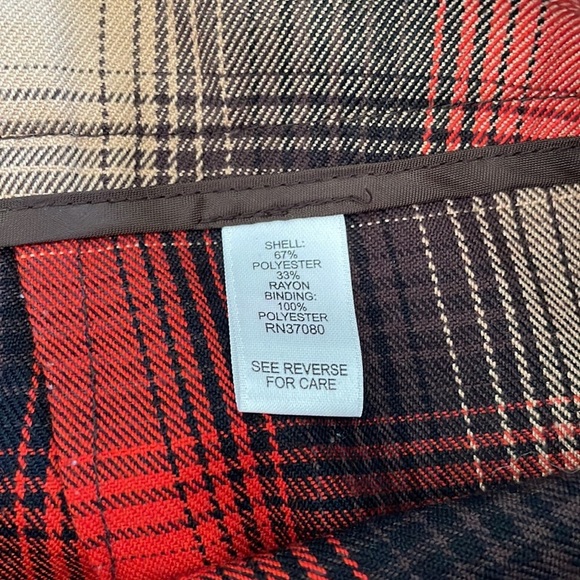 SHELL:
67%
POLYESTER
33%
RAYON
BINDING:
100%
POLYESTER
RN37080
SEE REVERSE
FOR CARE